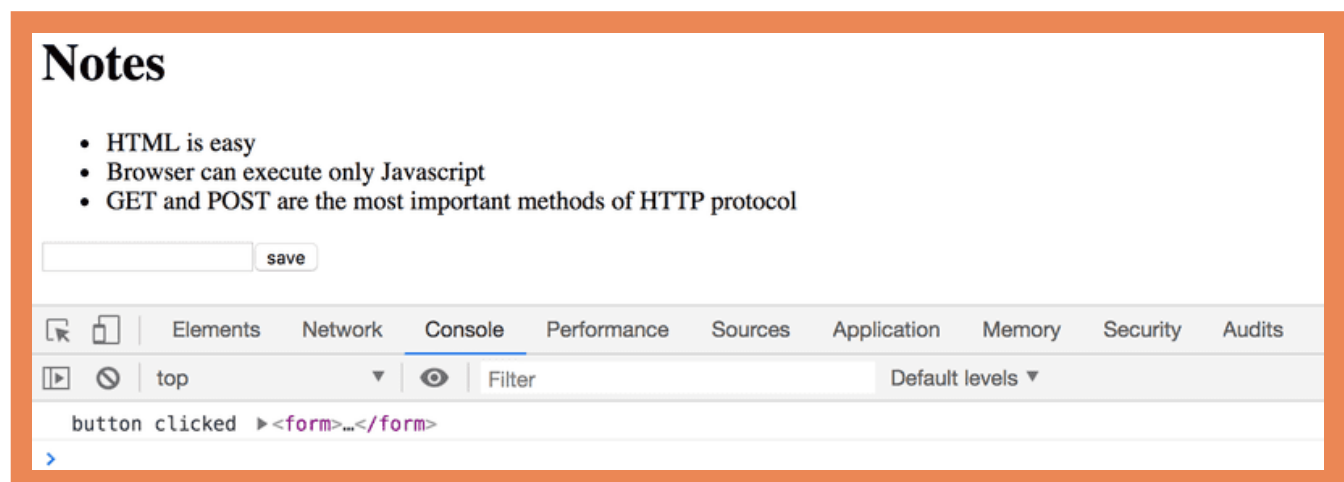 Notes
• HTML is easy
• Browser can execute only Javascript
• GET and POST are the most important methods of HTTP protocol
save
Elements Network Console Performance Sources Application Memory Security Audits
top ▼ Filter Default levels ▼
button clicked ▶<form>…</form>
>